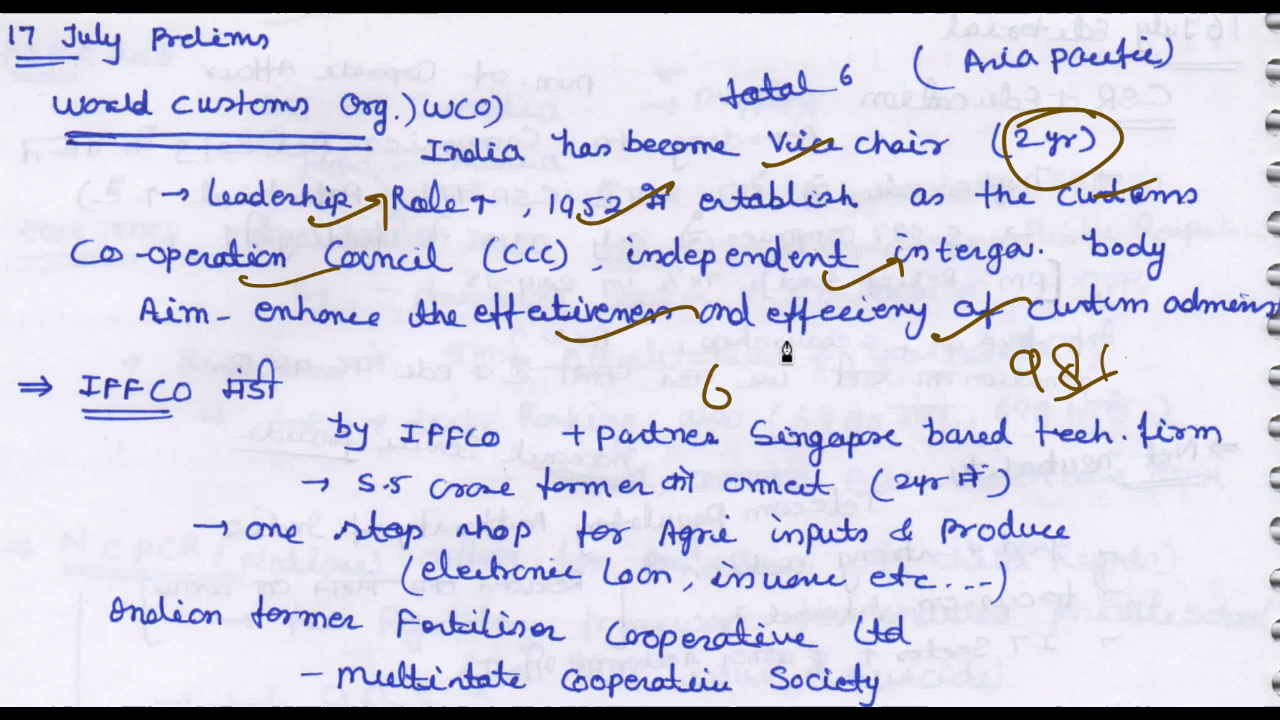 17 July Prelims
total 6 (Asia pacific)
World Customs Org.) WCO)
India has become vice chair (2 yr)
→ Leadership Role↑, 1952 में establish as the Customs
Co-operation Council (CCC), independent intergov. body
Aim - enhance the effectiveness and efficiency of custom admins
6 98%
⇒ IFFCO मंडी
by IFFCO + partner Singapore based tech. firm
→ 5.5 crore farmer को connect (2yr में)
→ one stop shop for Agri inputs & produce
(electronic loan, insurance etc...)
Indian farmer Fertiliser Cooperative Ltd
- multistate cooperative Society